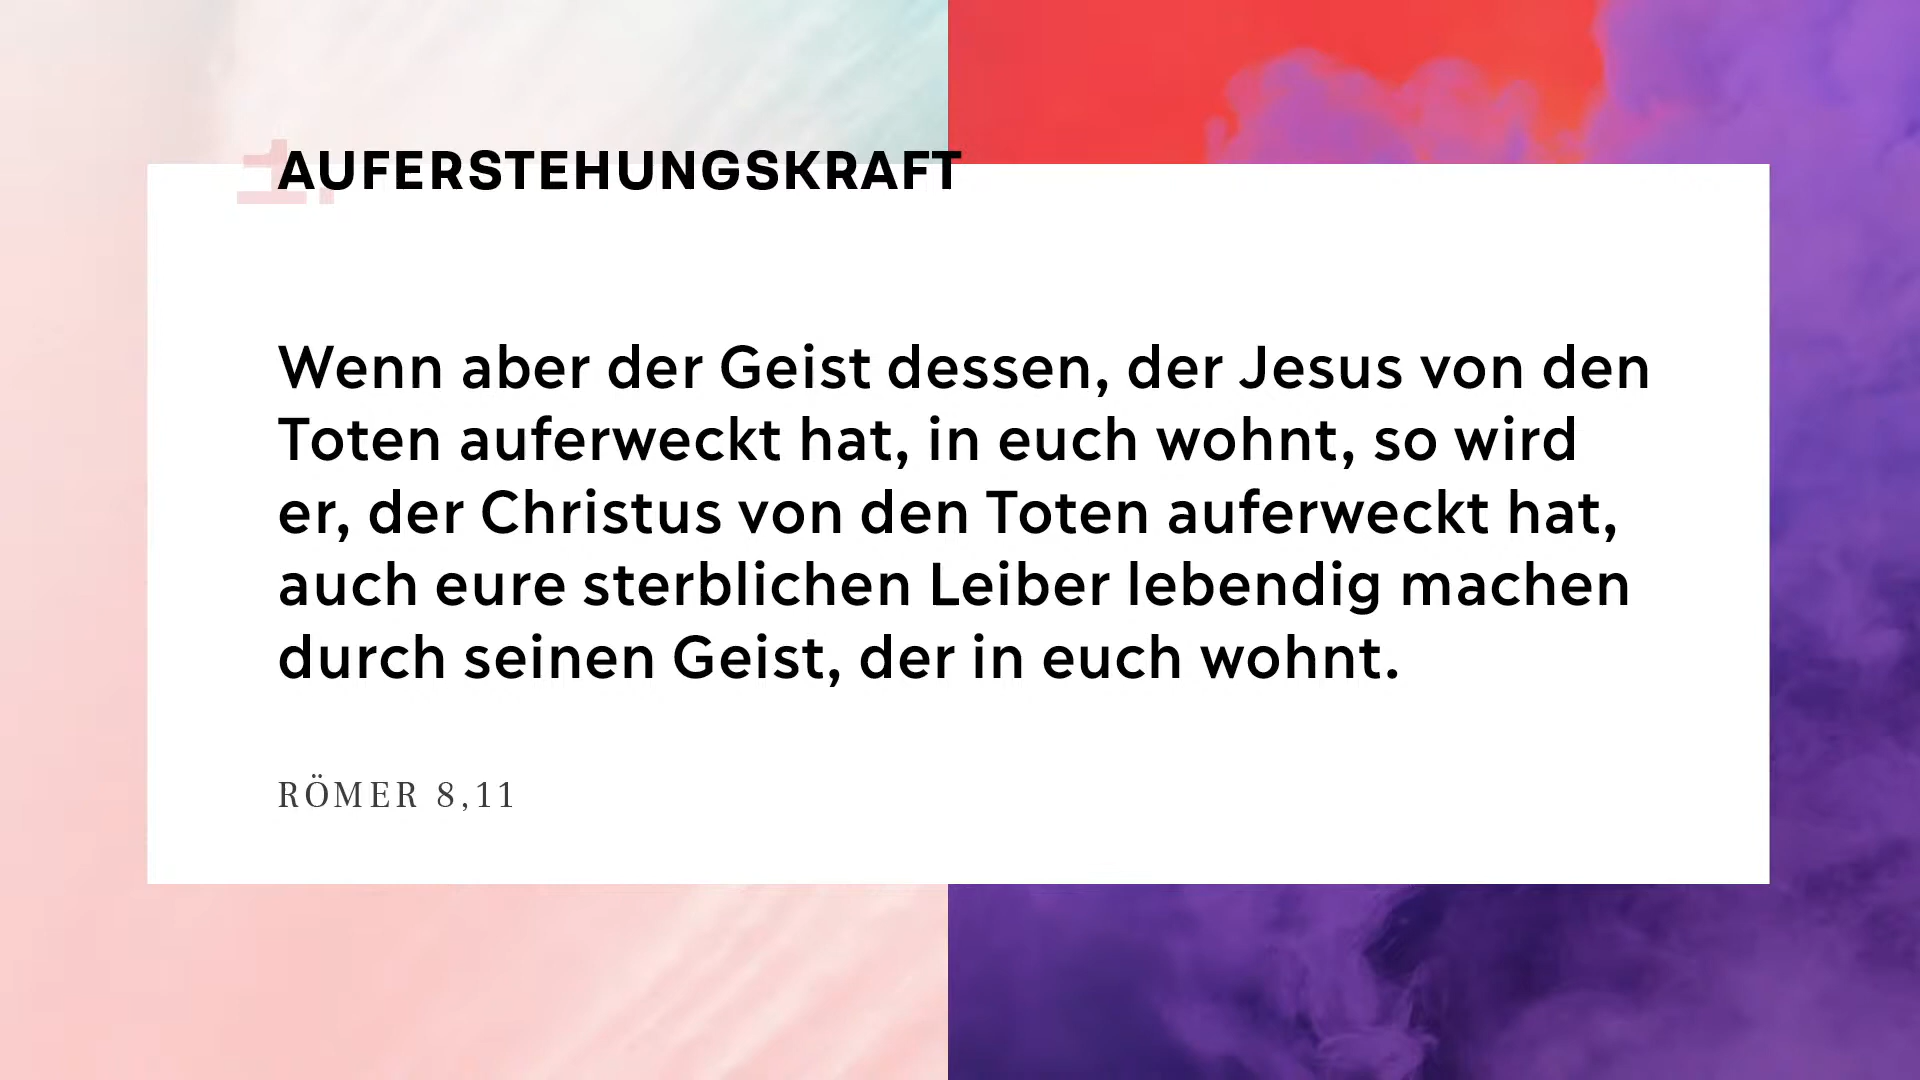 AUFERSTEHUNGSKRAFT
Wenn aber der Geist dessen, der Jesus von den
Toten auferweckt hat, in euch wohnt, so wird
er, der Christus von den Toten auferweckt hat,
auch eure sterblichen Leiber lebendig machen
durch seinen Geist, der in euch wohnt.
RÖMER 8,11